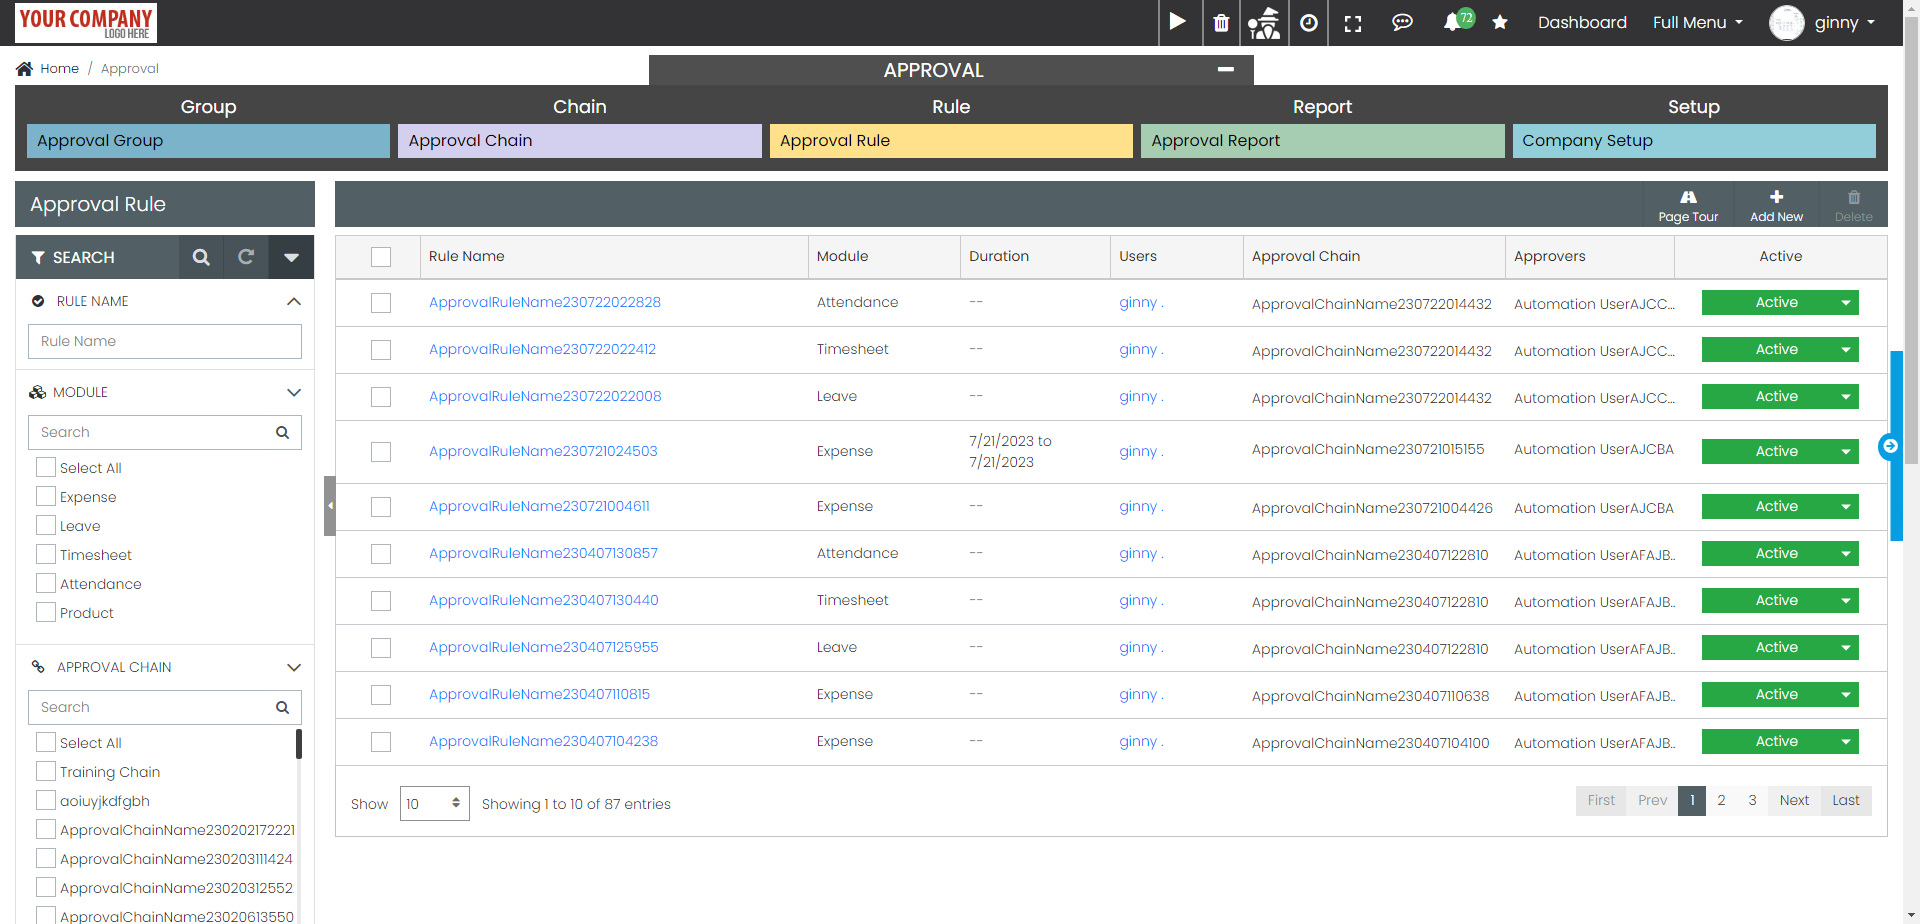 YOUR COMPANY
LOGO HERE
72
Dashboard
Full Menu
ginny
Home / Approval
APPROVAL
Group Chain Rule Report Setup
Approval Group Approval Chain Approval Rule Approval Report Company Setup
Approval Rule
Page Tour Add New Delete
SEARCH
RULE NAME
Rule Name
MODULE
Search
Select All
Expense
Leave
Timesheet
Attendance
Product
APPROVAL CHAIN
Search
Select All
Training Chain
aoiuyjkdfgbh
ApprovalChainName230202172221
ApprovalChainName230203111424
ApprovalChainName23020312552
ApprovalChainName23020613550
Rule Name Module Duration Users Approval Chain Approvers Active
ApprovalRuleName230722022828 Attendance -- ginny . ApprovalChainName230722014432 Automation UserAJCC... Active
ApprovalRuleName230722022412 Timesheet -- ginny . ApprovalChainName230722014432 Automation UserAJCC... Active
ApprovalRuleName230722022008 Leave -- ginny . ApprovalChainName230722014432 Automation UserAJCC... Active
ApprovalRuleName230721024503 Expense 7/21/2023 to 7/21/2023 ginny . ApprovalChainName230721015155 Automation UserAJCBA Active
ApprovalRuleName230721004611 Expense -- ginny . ApprovalChainName230721004426 Automation UserAJCBA Active
ApprovalRuleName230407130857 Attendance -- ginny . ApprovalChainName230407122810 Automation UserAFAJB.. Active
ApprovalRuleName230407130440 Timesheet -- ginny . ApprovalChainName230407122810 Automation UserAFAJB.. Active
ApprovalRuleName230407125955 Leave -- ginny . ApprovalChainName230407122810 Automation UserAFAJB.. Active
ApprovalRuleName230407110815 Expense -- ginny . ApprovalChainName230407110638 Automation UserAFAJB.. Active
ApprovalRuleName230407104238 Expense -- ginny . ApprovalChainName230407104100 Automation UserAFAJB.. Active
Show 10 Showing 1 to 10 of 87 entries
First Prev 1 2 3 Next Last